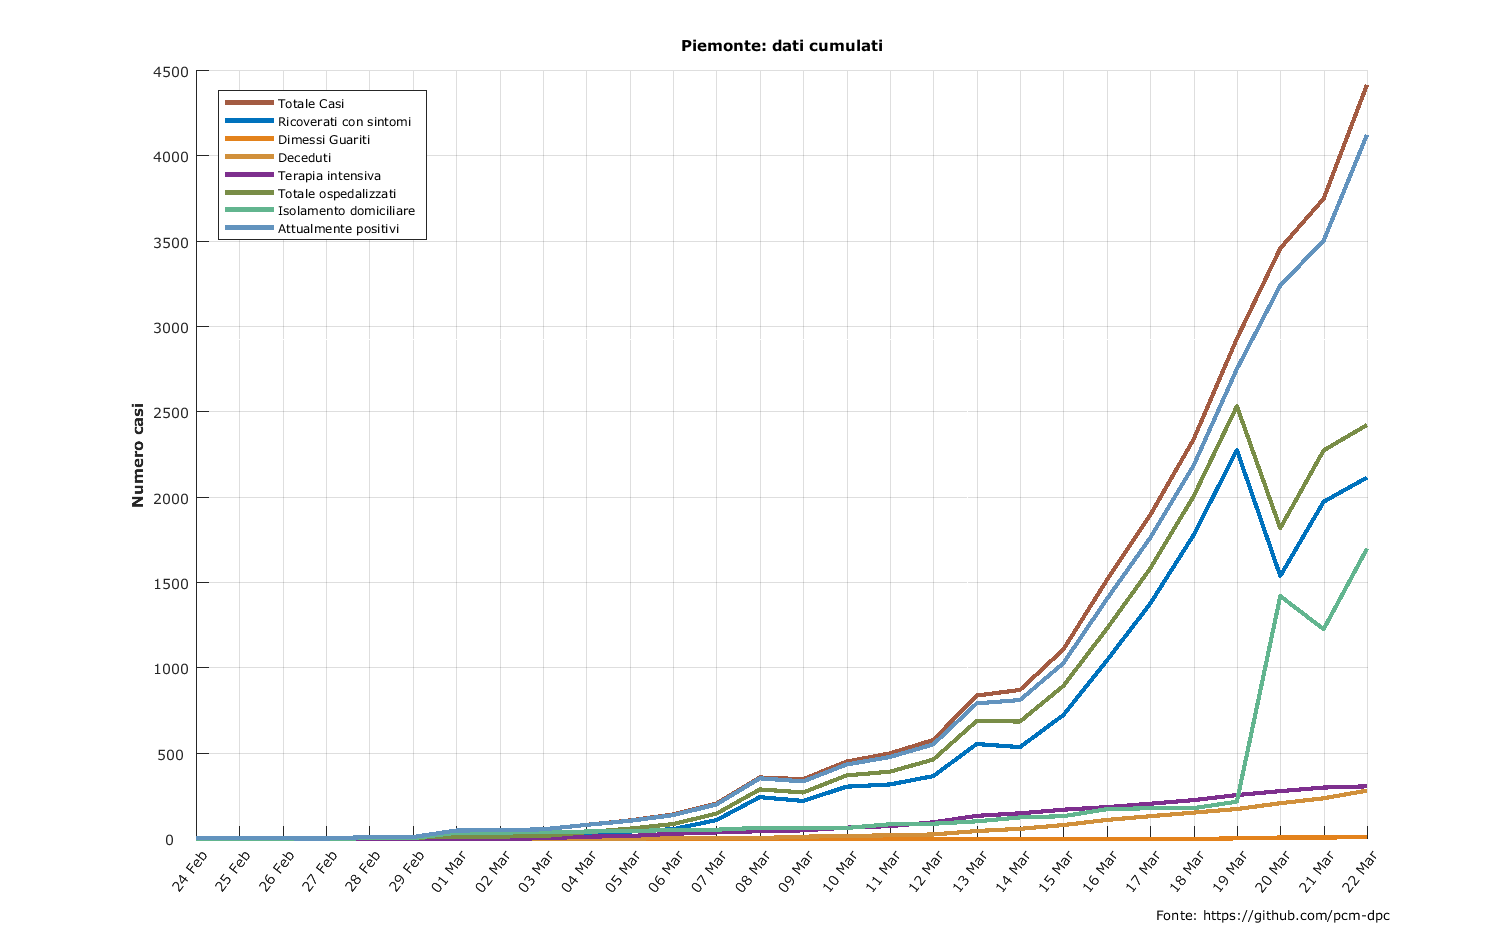 Piemonte: dati cumulati
4500
4000
3500
3000
2500
2000
1500
1000
500
0
Numero casi
Totale Casi
Ricoverati con sintomi
Dimessi Guariti
Deceduti
Terapia intensiva
Totale ospedalizzati
Isolamento domiciliare
Attualmente positivi
24 Feb
25 Feb
26 Feb
27 Feb
28 Feb
29 Feb
01 Mar
02 Mar
03 Mar
04 Mar
05 Mar
06 Mar
07 Mar
08 Mar
09 Mar
10 Mar
11 Mar
12 Mar
13 Mar
14 Mar
15 Mar
16 Mar
17 Mar
18 Mar
19 Mar
20 Mar
21 Mar
22 Mar
Fonte: https://github.com/pcm-dpc